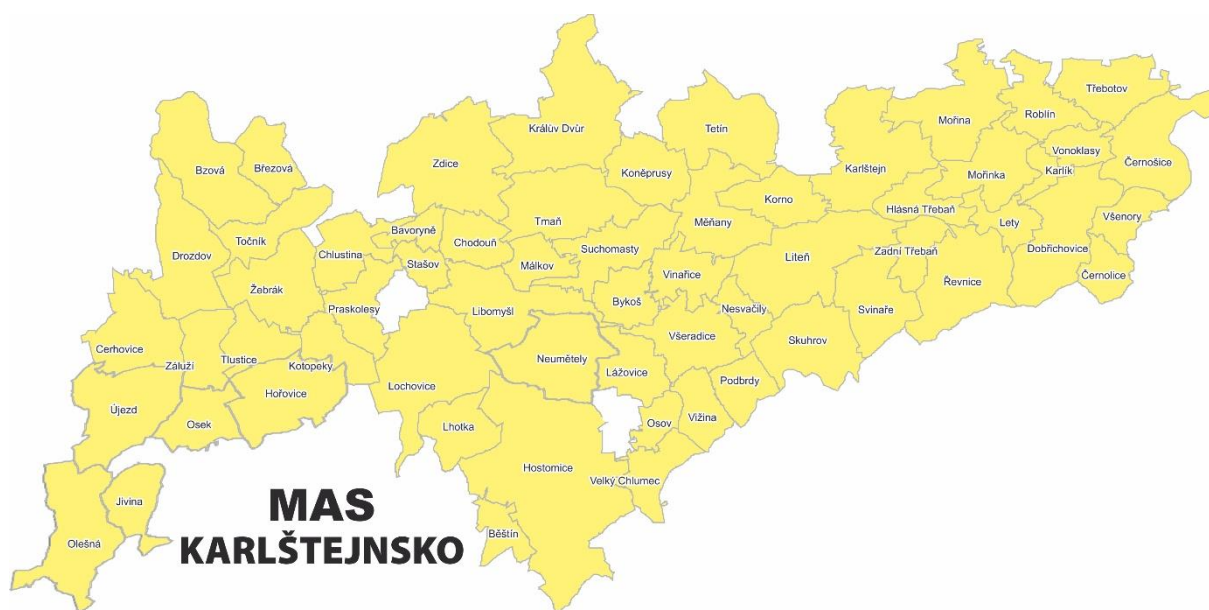 Třebotov
Roblín
Mořina
Králův Dvůr
Tetín
Vonoklasy
Zdice
Koněprusy
Karlštejn
Mořinka
Karlík
Černošice
Bzová
Březová
Korno
Hlásná Třebaň
Lety
Všenory
Tmaň
Měňany
Bavoryně
Točník
Chodouň
Suchomasty
Zadní Třebaň
Dobřichovice
Drozdov
Chlustina
Stašov
Málkov
Vinařice
Liteň
Řevnice
Černolice
Žebrák
Praskolesy
Libomyšl
Bykoš
Nesvačily
Svinaře
Všeradice
Skuhrov
Cerhovice
Záluží
Tlustice
Kotopeky
Neumětely
Lážovice
Podbrdy
Hořovice
Lochovice
Újezd
Osek
Lhotka
Osov
Vižina
Hostomice
Velký Chlumec
Jivina
Olešná
Běštín
MAS
KARLŠTEJNSKO